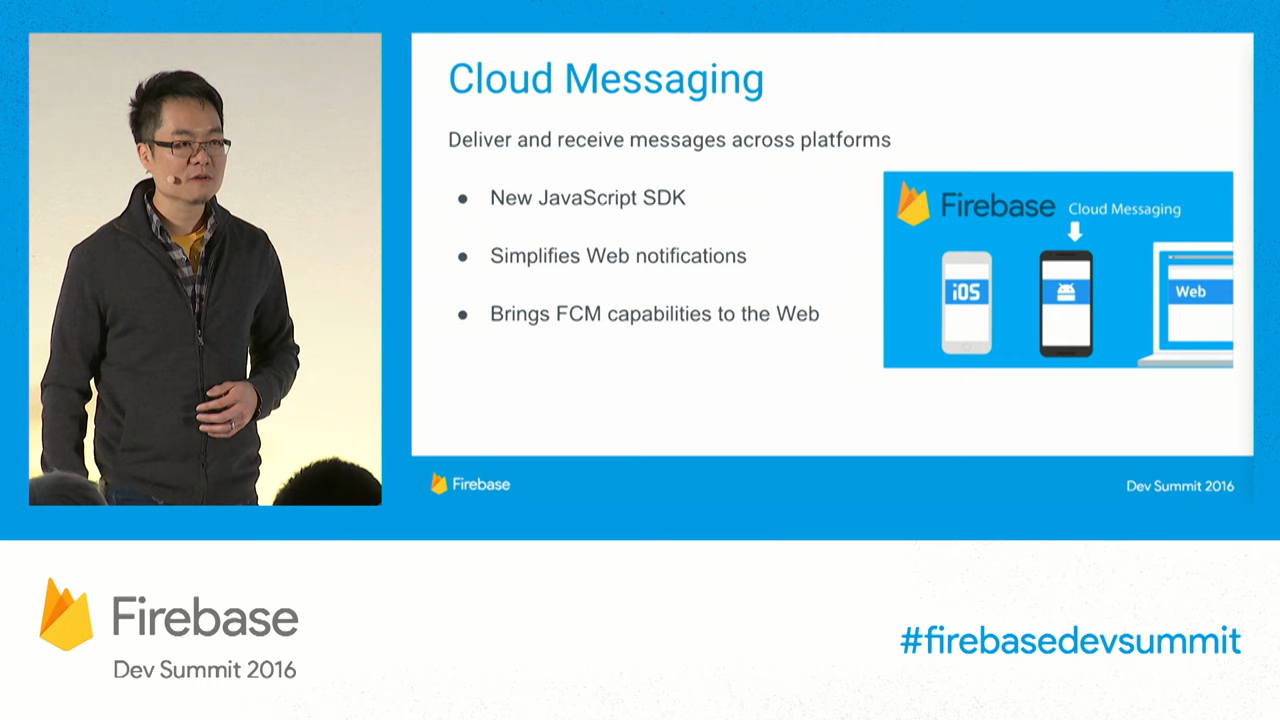 Cloud Messaging
Deliver and receive messages across platforms
● New JavaScript SDK
● Simplifies Web notifications
● Brings FCM capabilities to the Web
Firebase Cloud Messaging
iOS
Web
Firebase
Dev Summit 2016
Firebase
Dev Summit 2016
#firebasedevsummit